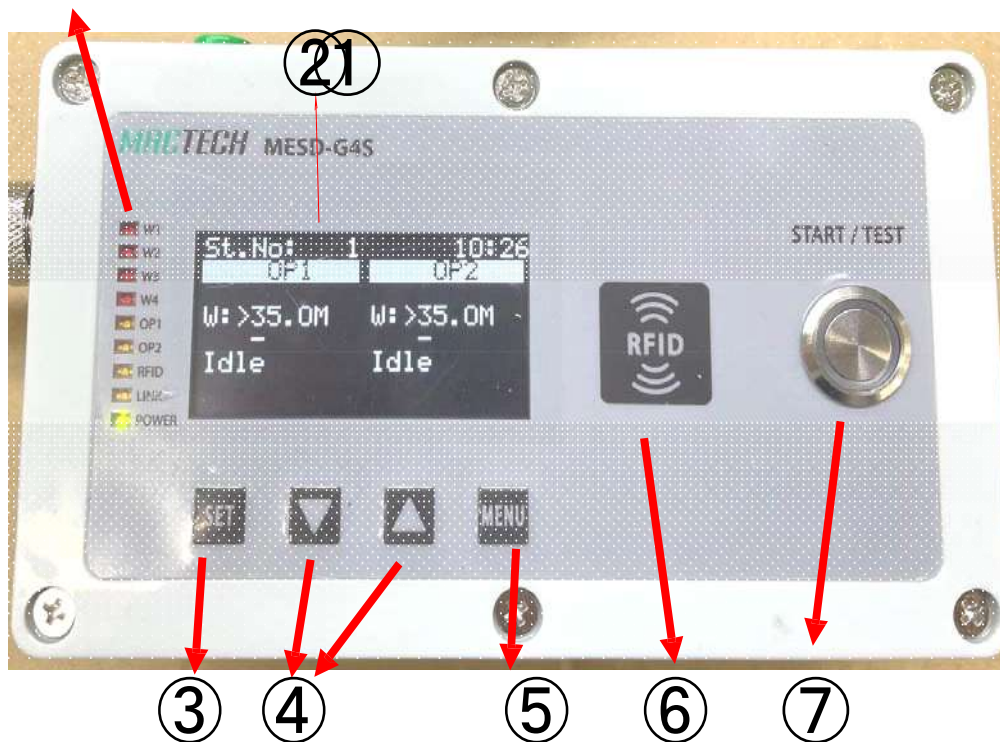 ②①
MACTECH MESD-G4S
W1
W2
W3
W4
OP1
OP2
RFID
LINK
POWER
St.No: 1 10:26
OP1 OP2
W:>35.0M W:>35.0M
Idle Idle
RFID
START / TEST
SET MENU
③ ④ ⑤ ⑥ ⑦